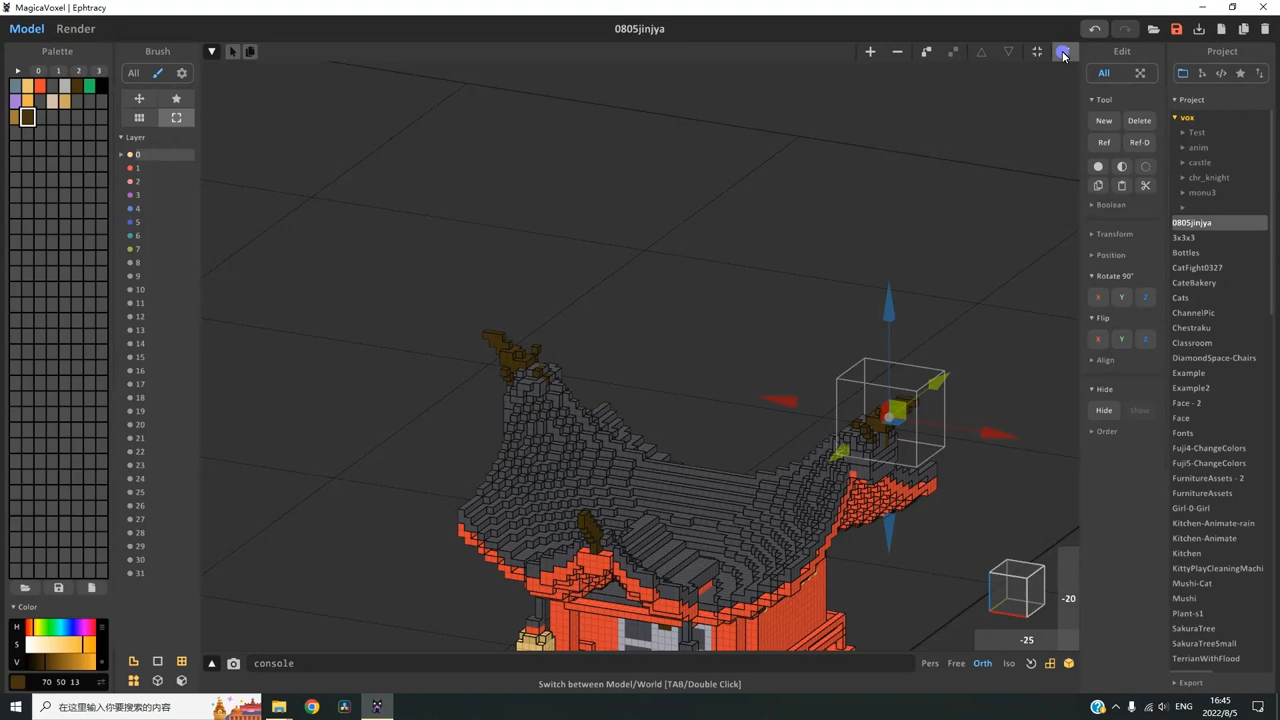 MagicaVoxel @ Ephtracy
Model Render
0805jinjya
Palette
0 1 2 3
Brush
All
Layer
0
1
2
3
4
5
6
7
8
9
10
11
12
13
14
15
16
17
18
19
20
21
22
23
24
25
26
27
28
29
30
31
Color
H
S
V
70 50 13
console
Pers Free Orth Iso
Switch between Model/World [TAB/Double Click]
-20
-25
Edit
All
Tool
New Delete
Ref Ref-D
Boolean
Transform
Position
Rotate 90°
X Y Z
Flip
X Y Z
Align
Hide
Hide Show
Order
Project
Project
vox
Test
anim
castle
chr_knight
monu3
0805jinjya
3x3x3
Bottles
CatFight0327
CateBakery
Cats
ChannelPic
Chestraku
Classroom
DiamondSpace-Chairs
Example
Example2
Face - 2
Face
Fonts
Fuji4-ChangeColors
Fuji5-ChangeColors
FurnitureAssets - 2
FurnitureAssets
Girl-0-Girl
Kitchen-Animate-rain
Kitchen-Animate
Kitchen
KittyPlayCleaningMachi
Mushi-Cat
Mushi
Plant-s1
SakuraTree
SakuraTreeSmall
TerrianWithFlood
Export
在这里输入你要搜索的内容
ENG
16:45
2022/8/5